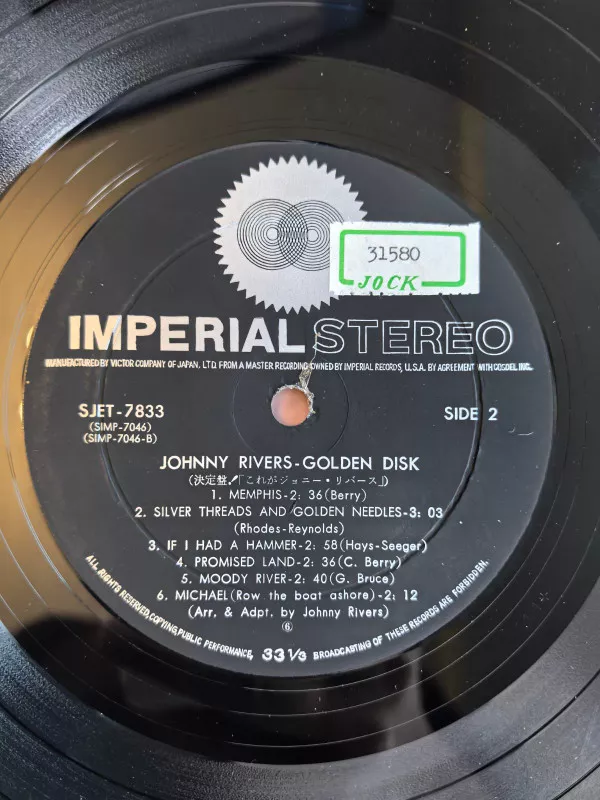 31580
JOCK
IMPERIAL STEREO
MANUFACTURED BY VICTOR COMPANY OF JAPAN, LTD. FROM A MASTER RECORDING OWNED BY IMPERIAL RECORDS, U.S.A. BY AGREEMENT WITH GOSDEL INC.
SJET-7833
(SIMP-7046)
(SIMP-7046-B)
SIDE 2
JOHNNY RIVERS-GOLDEN DISK
(決定盤!「これがジョニー・リバース」)
1. MEMPHIS-2: 36(Berry)
2. SILVER THREADS AND GOLDEN NEEDLES-3: 03
(Rhodes-Reynolds)
3. IF I HAD A HAMMER-2: 58(Hays-Seeger)
4. PROMISED LAND-2: 36(C. Berry)
5. MOODY RIVER-2: 40(G. Bruce)
6. MICHAEL(Row the boat ashore)-2: 12
(Arr. & Adpt. by Johnny Rivers)
⑥
ALL RIGHTS RESERVED, COPYING, PUBLIC PERFORMANCE, 33 1/3 BROADCASTING OF THESE RECORDS ARE FORBIDDEN.